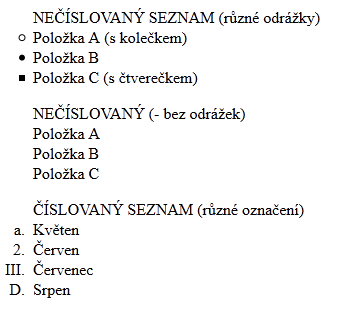 NEČÍSLOVANÝ SEZNAM (různé odrážky)
○ Položka A (s kolečkem)
● Položka B
■ Položka C (s čtverečkem)
NEČÍSLOVANÝ (- bez odrážek)
Položka A
Položka B
Položka C
ČÍSLOVANÝ SEZNAM (různé označení)
a. Květen
2. Červen
III. Červenec
D. Srpen